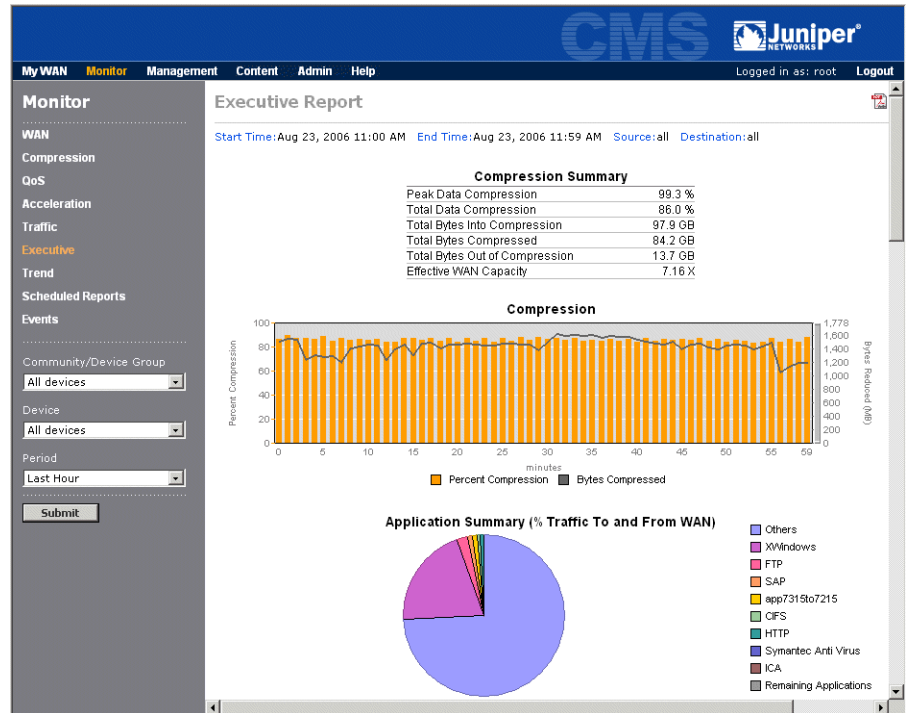 CMS
Juniper®
NETWORKS
My WAN Monitor Management Content Admin Help Logged in as: root Logout
Monitor
WAN
Compression
QoS
Acceleration
Traffic
Executive
Trend
Scheduled Reports
Events
Community/Device Group
All devices
Device
All devices
Period
Last Hour
Submit
Executive Report
Start Time:Aug 23, 2006 11:00 AM End Time:Aug 23, 2006 11:59 AM Source:all Destination:all
Compression Summary
Peak Data Compression 99.3 %
Total Data Compression 86.0 %
Total Bytes Into Compression 97.9 GB
Total Bytes Compressed 84.2 GB
Total Bytes Out of Compression 13.7 GB
Effective WAN Capacity 7.16 X
Compression
Percent Compression
100
80
60
40
20
0
1,778
1,600
1,400
1,200
1,000
800
600
400
200
0
Bytes Reduced (MB)
0 5 10 15 20 25 30 35 40 45 50 55 59
minutes
Percent Compression Bytes Compressed
Application Summary (% Traffic To and From WAN)
Others
XWindows
FTP
SAP
app7315to7215
CIFS
HTTP
Symantec Anti Virus
ICA
Remaining Applications